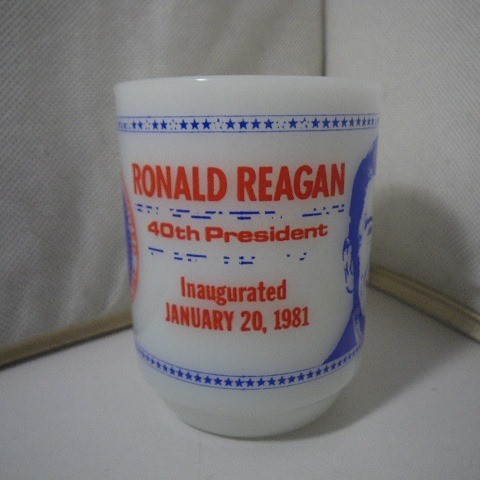 RONALD REAGAN
40th President
Inaugurated
JANUARY 20, 1981